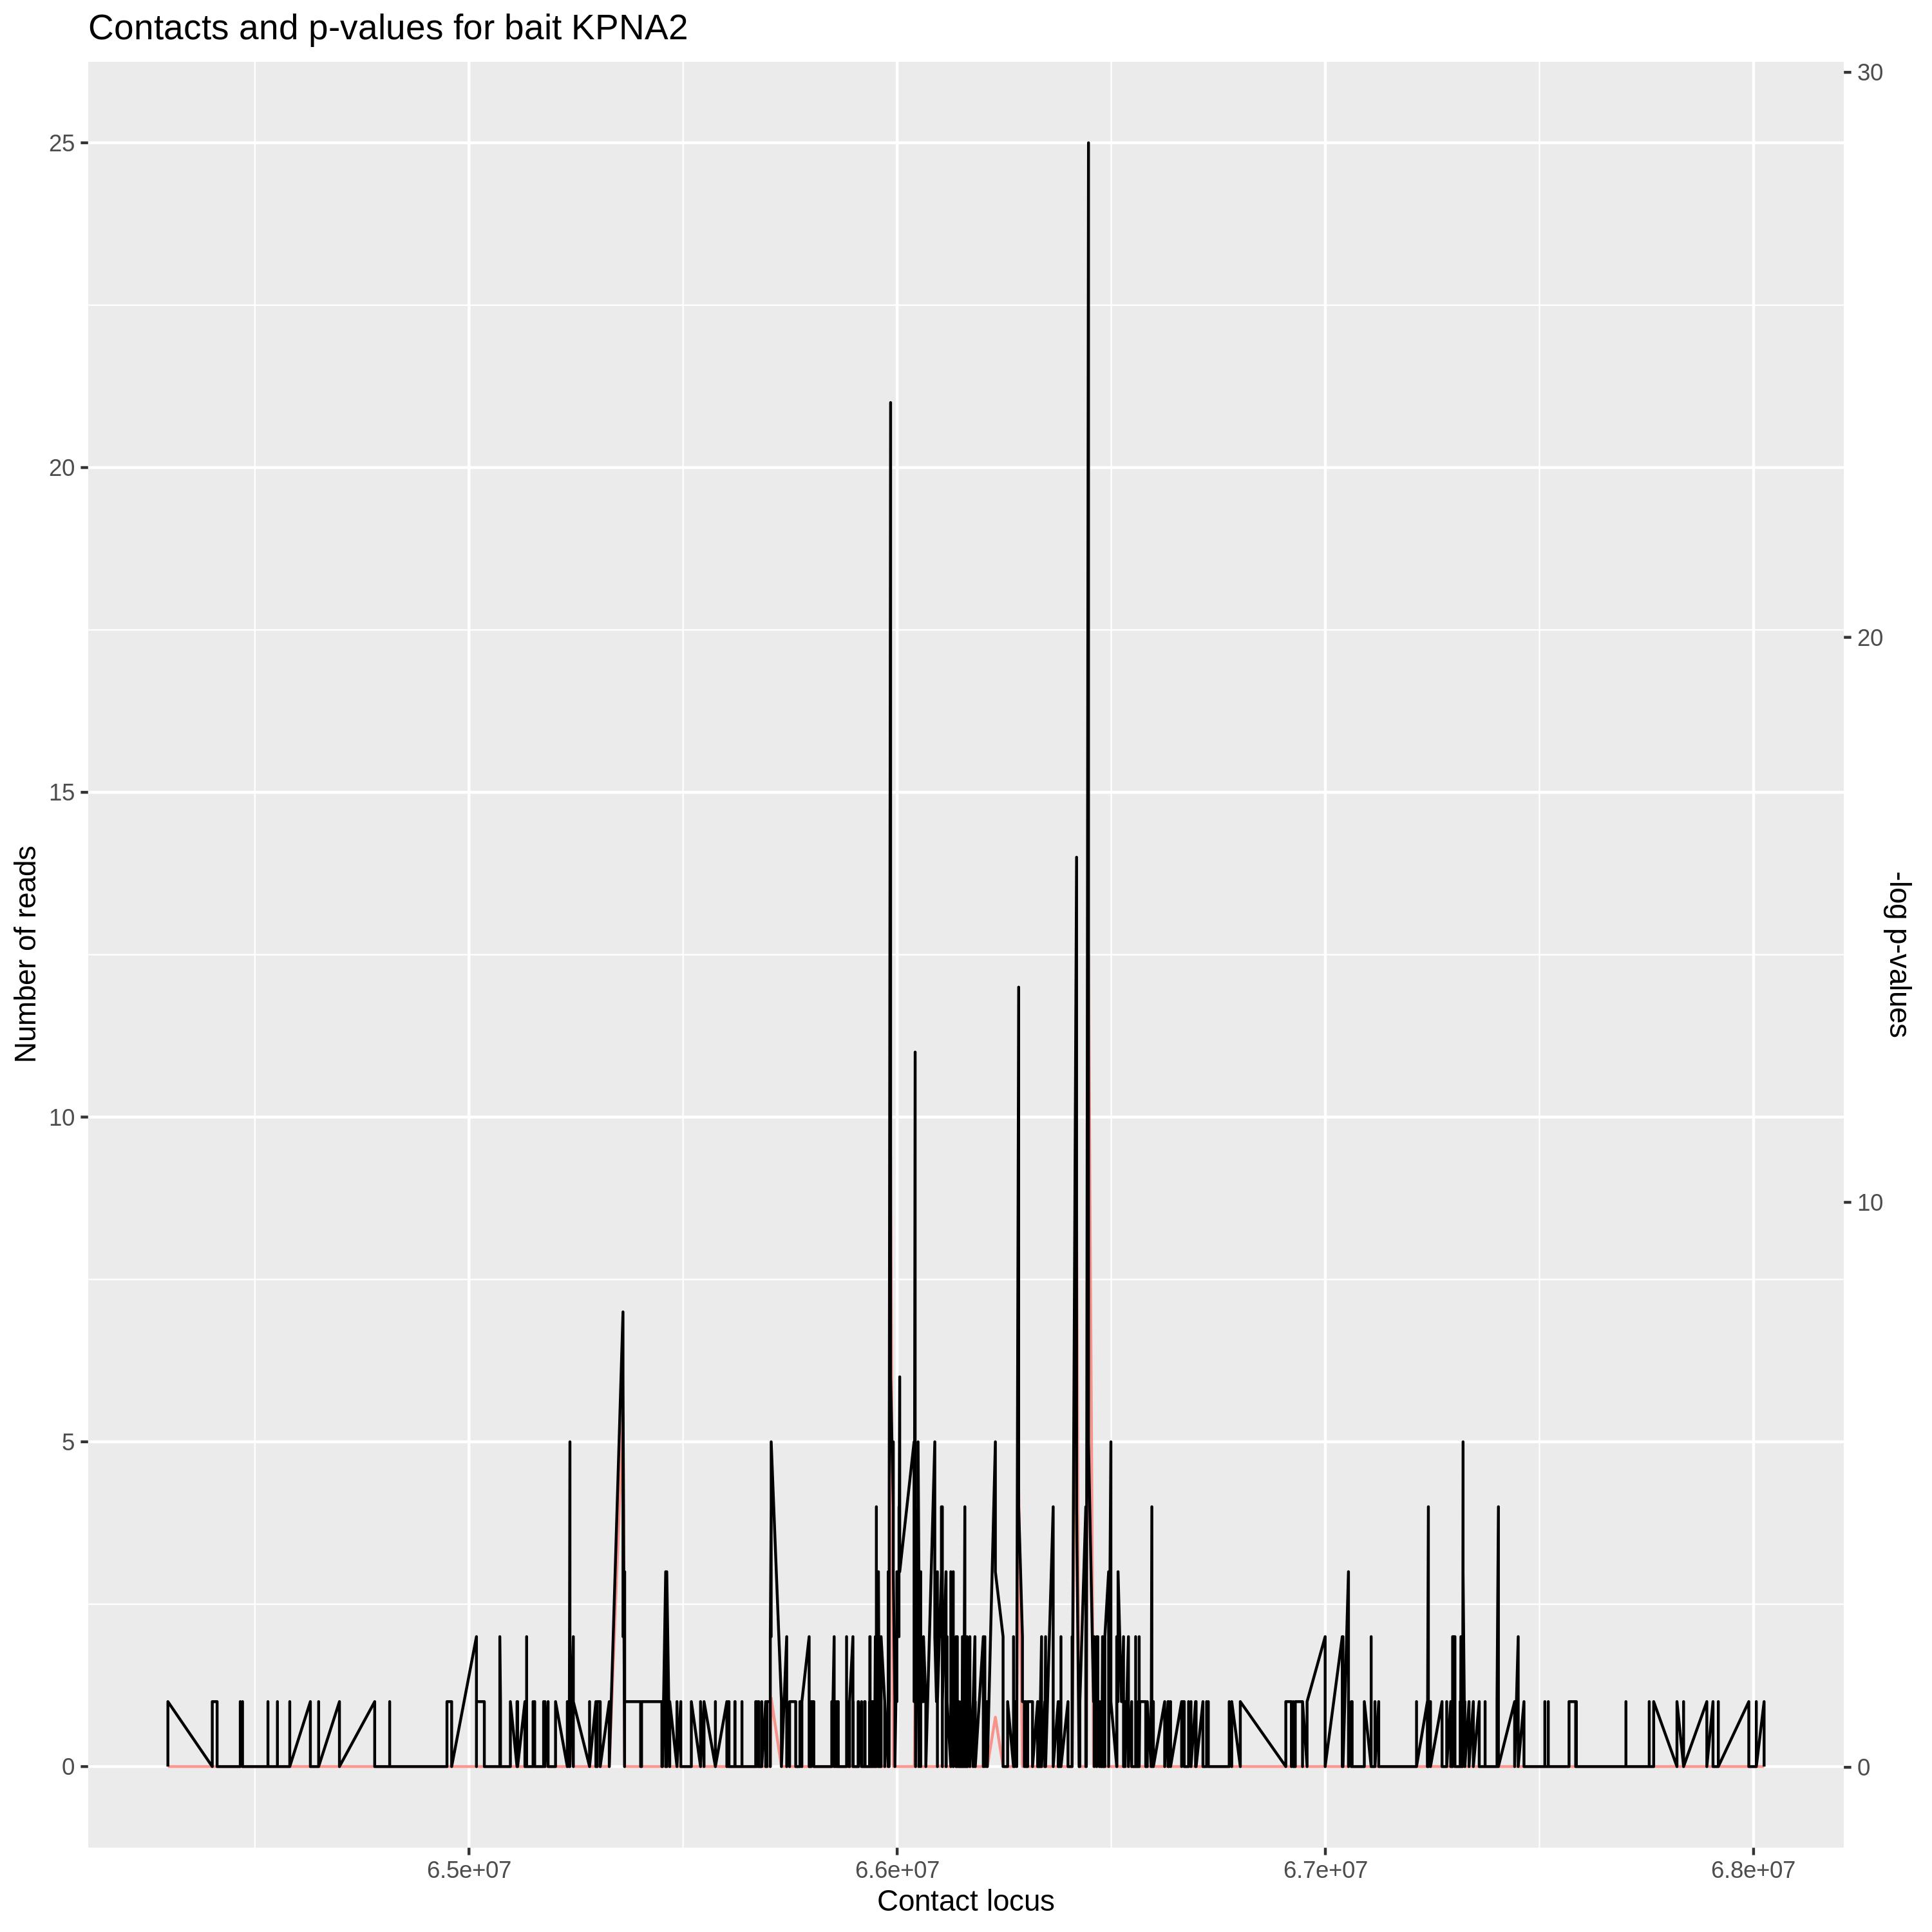 Contacts and p-values for bait KPNA2
30
25
20
20
15
10
10
5
0
0
Number of reads
-log p-values
6.5e+07
6.6e+07
6.7e+07
6.8e+07
Contact locus